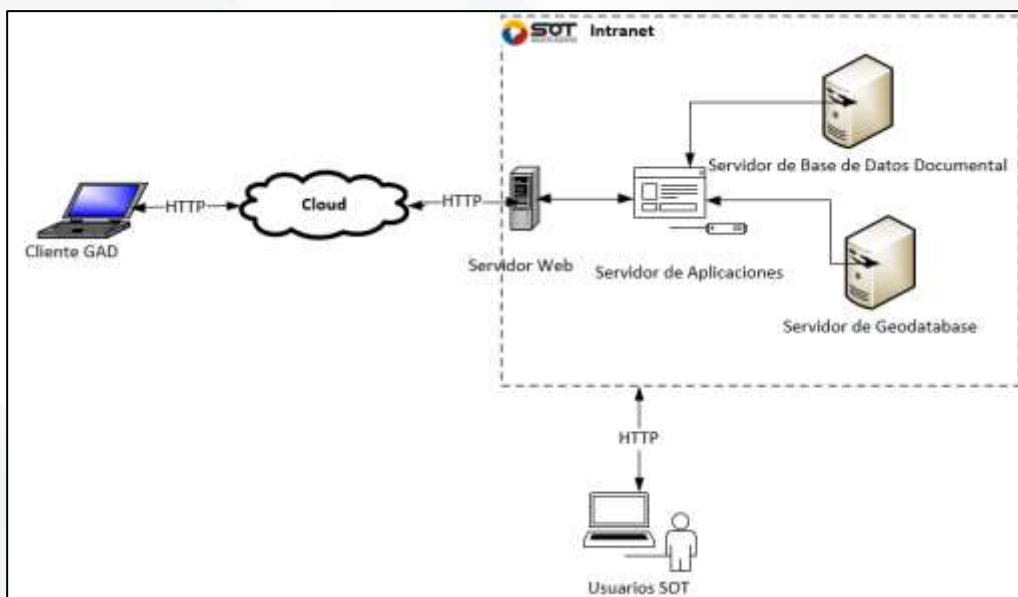 SOT Intranet
Servidor de Base de Datos Documental
HTTP
Cloud
HTTP
Cliente GAD
Servidor Web
Servidor de Aplicaciones
Servidor de Geodatabase
HTTP
Usuarios SOT